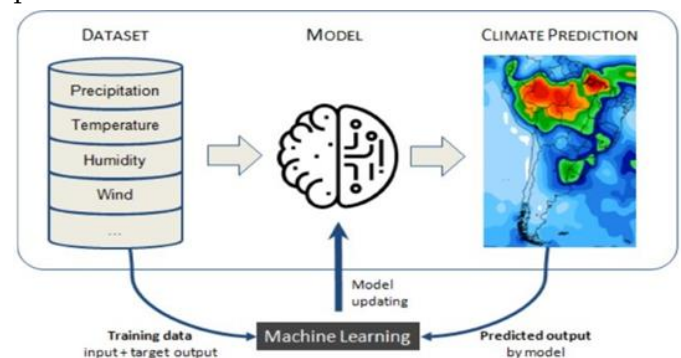 DATASET
MODEL
CLIMATE PREDICTION
Precipitation
Temperature
Humidity
Wind
...
Model
updating
Training data
input + target output
Machine Learning
Predicted output
by model